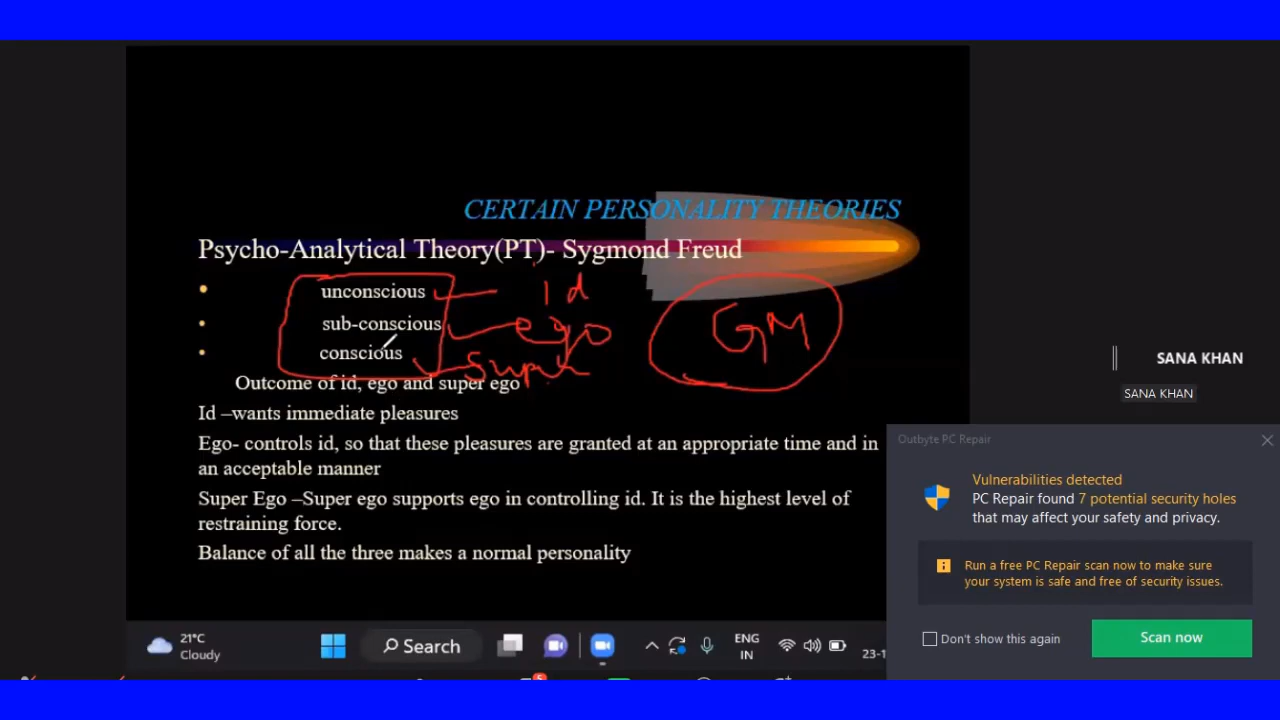 CERTAIN PERSONALITY THEORIES
Psycho-Analytical Theory(PT)- Sygmond Freud
unconscious
id
sub-conscious
ego
GM
conscious
Super
Outcome of id, ego and super ego
Id –wants immediate pleasures
Ego- controls id, so that these pleasures are granted at an appropriate time and in
an acceptable manner
Super Ego –Super ego supports ego in controlling id. It is the highest level of
restraining force.
Balance of all the three makes a normal personality
SANA KHAN
SANA KHAN
Outbyte PC Repair
Vulnerabilities detected
PC Repair found 7 potential security holes
that may affect your safety and privacy.
Run a free PC Repair scan now to make sure
your system is safe and free of security issues.
Don't show this again
Scan now
21°C
Cloudy
Search
ENG
IN
23-1
5